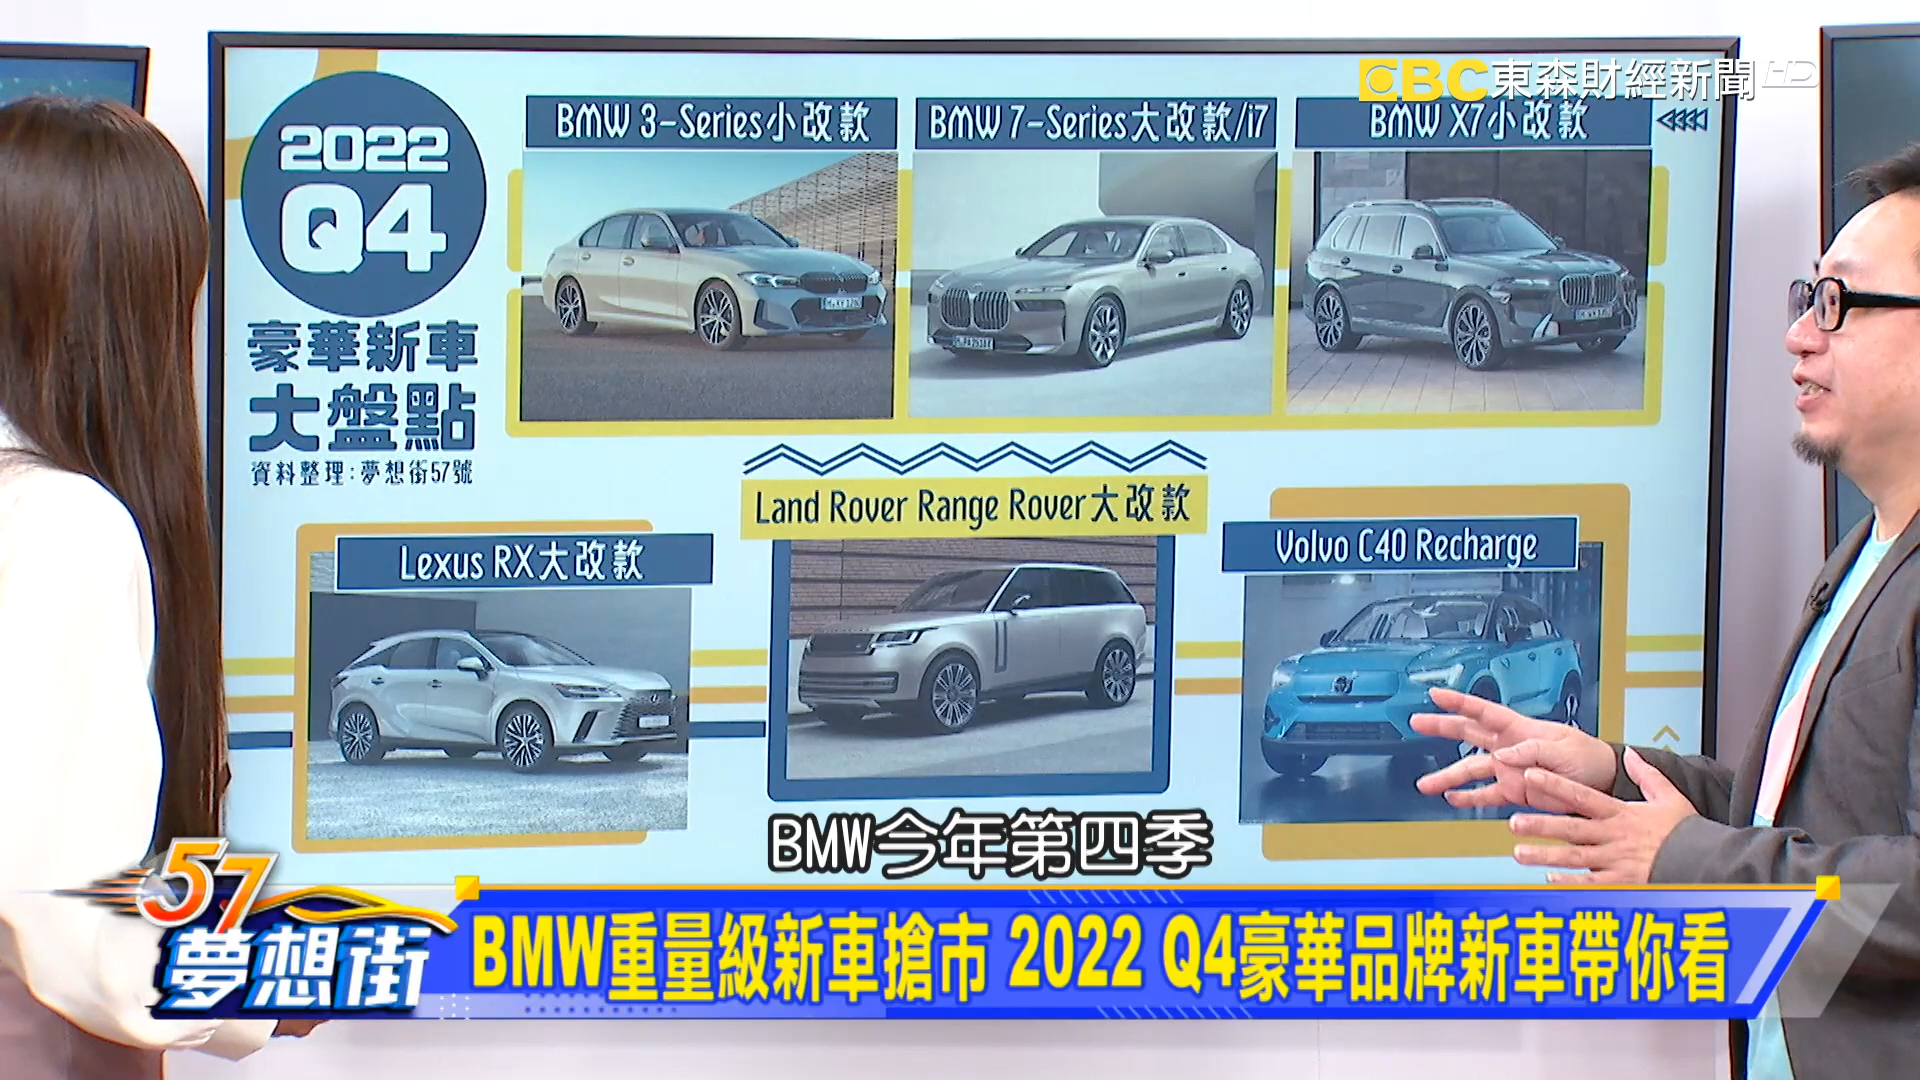 EBC東森財經新聞HD
2022
Q4
豪華新車
大盤點
資料整理:夢想街57號
BMW 3-Series小改款
BMW 7-Series大改款/i7
BMW X7小改款
Lexus RX大改款
Land Rover Range Rover大改款
Volvo C40 Recharge
BMW今年第四季
57
夢想街
BMW重量級新車搶市 2022 Q4豪華品牌新車帶你看